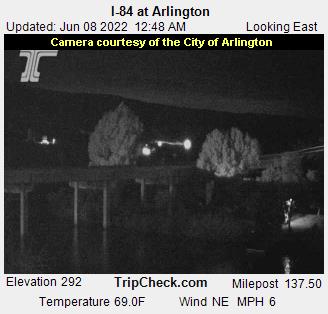 I-84 at Arlington
Updated: Jun 08 2022 12:48 AM Looking East
Camera courtesy of the City of Arlington
Elevation 292 TripCheck.com Milepost 137.50
Temperature 69.0F Wind NE MPH 6